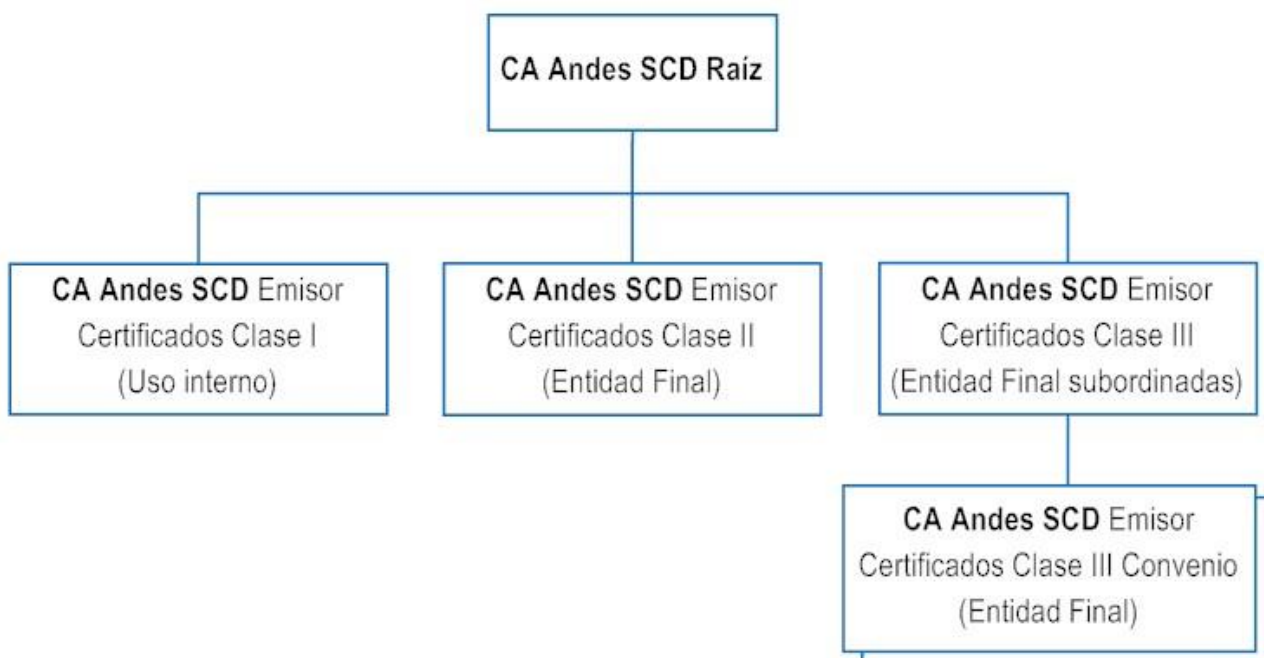 CA Andes SCD Raíz
CA Andes SCD Emisor
Certificados Clase I
(Uso interno)
CA Andes SCD Emisor
Certificados Clase II
(Entidad Final)
CA Andes SCD Emisor
Certificados Clase III
(Entidad Final subordinadas)
CA Andes SCD Emisor
Certificados Clase III Convenio
(Entidad Final)